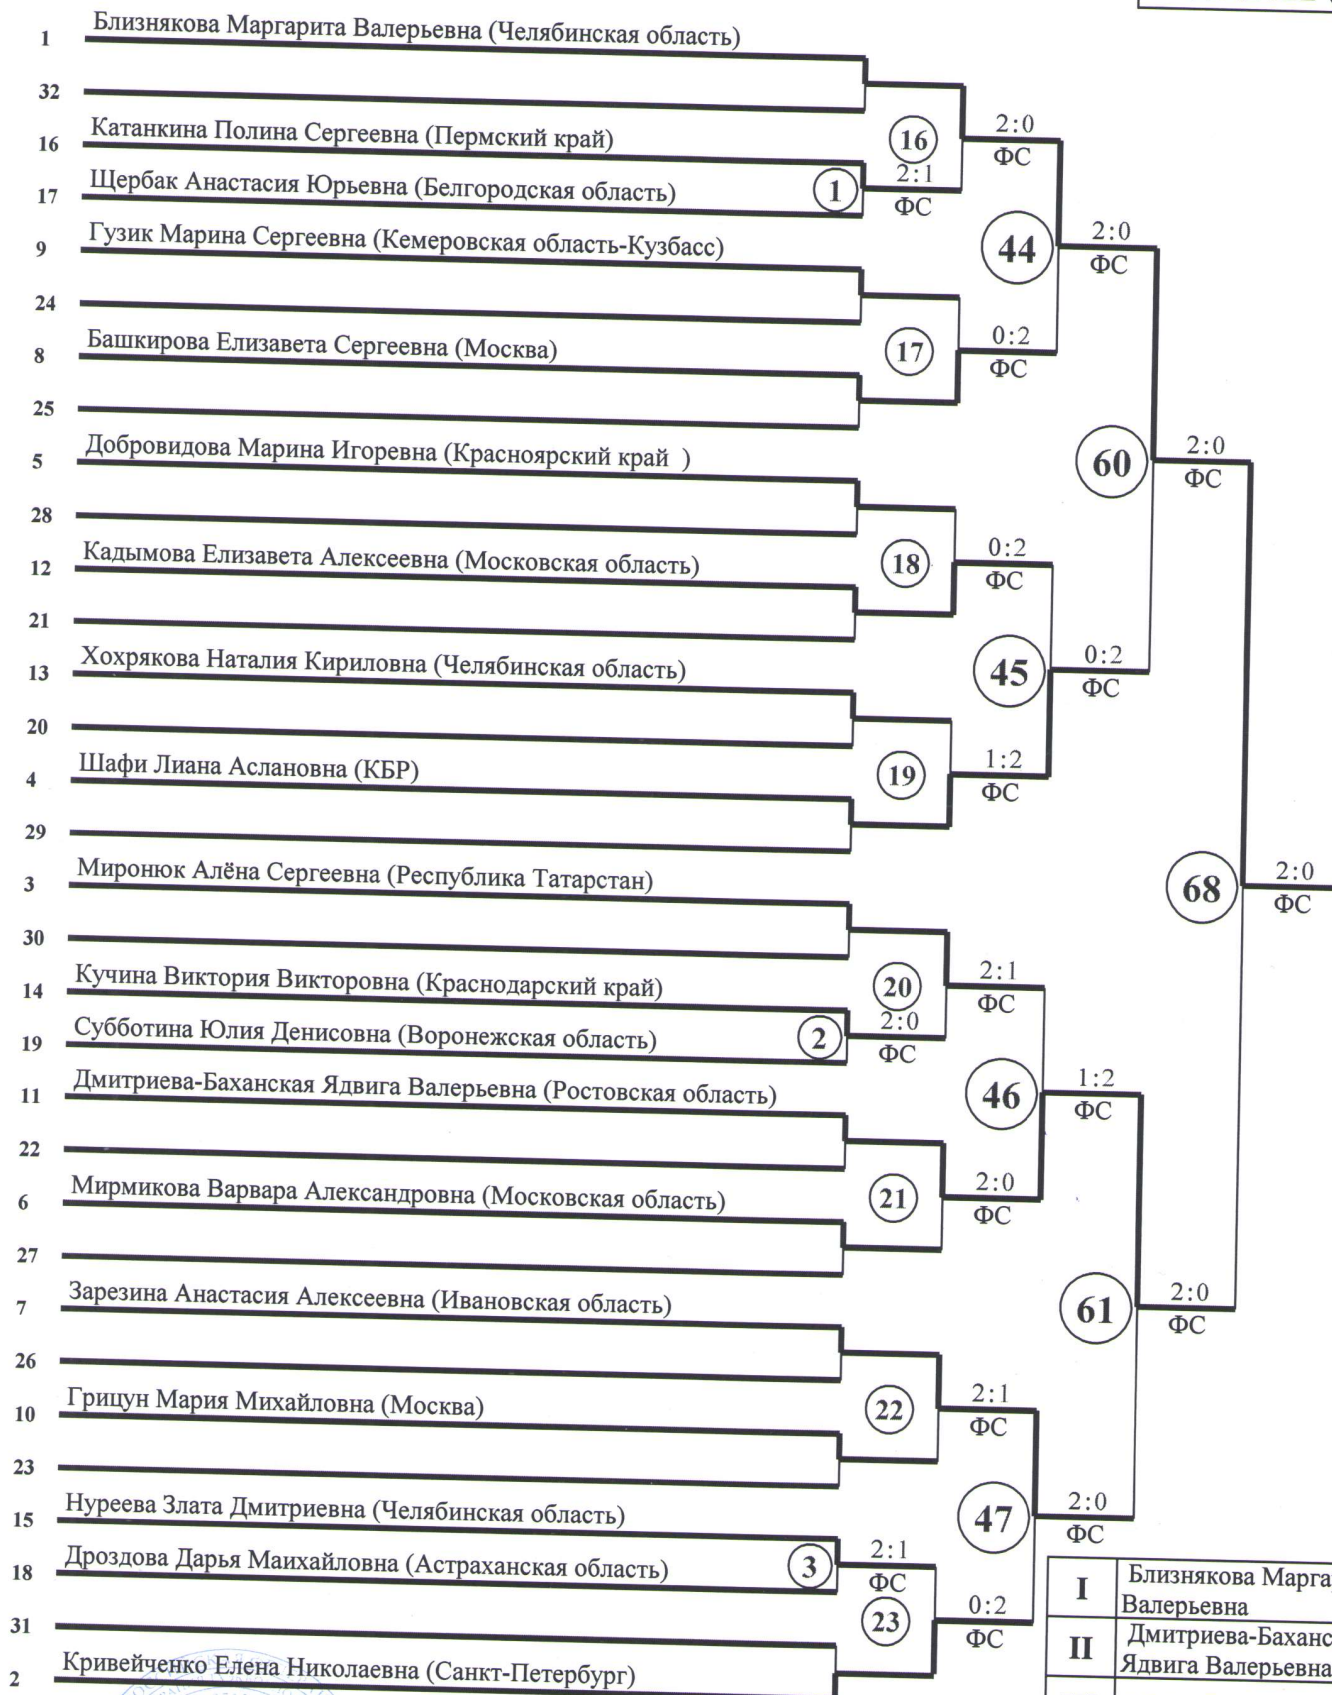 1 Близнякова Маргарита Валерьевна (Челябинская область)
32
16 Катанкина Полина Сергеевна (Пермский край)
16 2:0 ФС
17 Щербак Анастасия Юрьевна (Белгородская область) 1 2:1 ФС
9 Гузик Марина Сергеевна (Кемеровская область-Кузбасс)
44 2:0 ФС
24
8 Башкирова Елизавета Сергеевна (Москва)
17 0:2 ФС
25
5 Добровидова Марина Игоревна (Красноярский край )
60 2:0 ФС
28
12 Кадымова Елизавета Алексеевна (Московская область)
18 0:2 ФС
21
13 Хохрякова Наталия Кириловна (Челябинская область)
45 0:2 ФС
20
4 Шафи Лиана Аслановна (КБР)
19 1:2 ФС
29
3 Миронюк Алёна Сергеевна (Республика Татарстан)
68 2:0 ФС
30
14 Кучина Виктория Викторовна (Краснодарский край)
20 2:1 ФС
19 Субботина Юлия Денисовна (Воронежская область) 2 2:0 ФС
11 Дмитриева-Баханская Ядвига Валерьевна (Ростовская область)
46 1:2 ФС
22
6 Мирмикова Варвара Александровна (Московская область)
21 2:0 ФС
27
7 Зарезина Анастасия Алексеевна (Ивановская область)
61 2:0 ФС
26
10 Грицун Мария Михайловна (Москва)
22 2:1 ФС
23
15 Нуреева Злата Дмитриевна (Челябинская область)
47 2:0 ФС
18 Дроздова Дарья Маихайловна (Астраханская область) 3 2:1 ФС
31
23 0:2 ФС
2 Кривейченко Елена Николаевна (Санкт-Петербург)
I Близнякова Марга
Валерьевна
II Дмитриева-Баханс
Ядвига Валерьевна